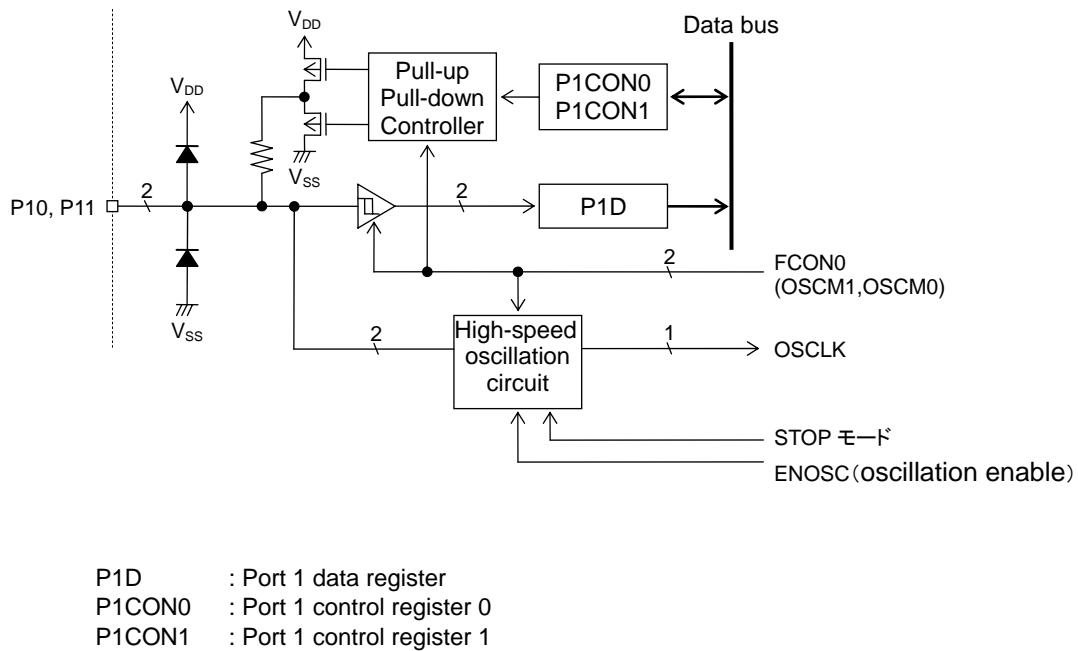 Data bus
VDD
Pull-up
Pull-down
Controller
P1CON0
P1CON1
VDD
VSS
P10, P11
2
2
P1D
2
FCON0
(OSCM1,OSCM0)
VSS
2
High-speed
oscillation
circuit
1
OSCLK
STOP モード
ENOSC（oscillation enable）
P1D : Port 1 data register
P1CON0 : Port 1 control register 0
P1CON1 : Port 1 control register 1